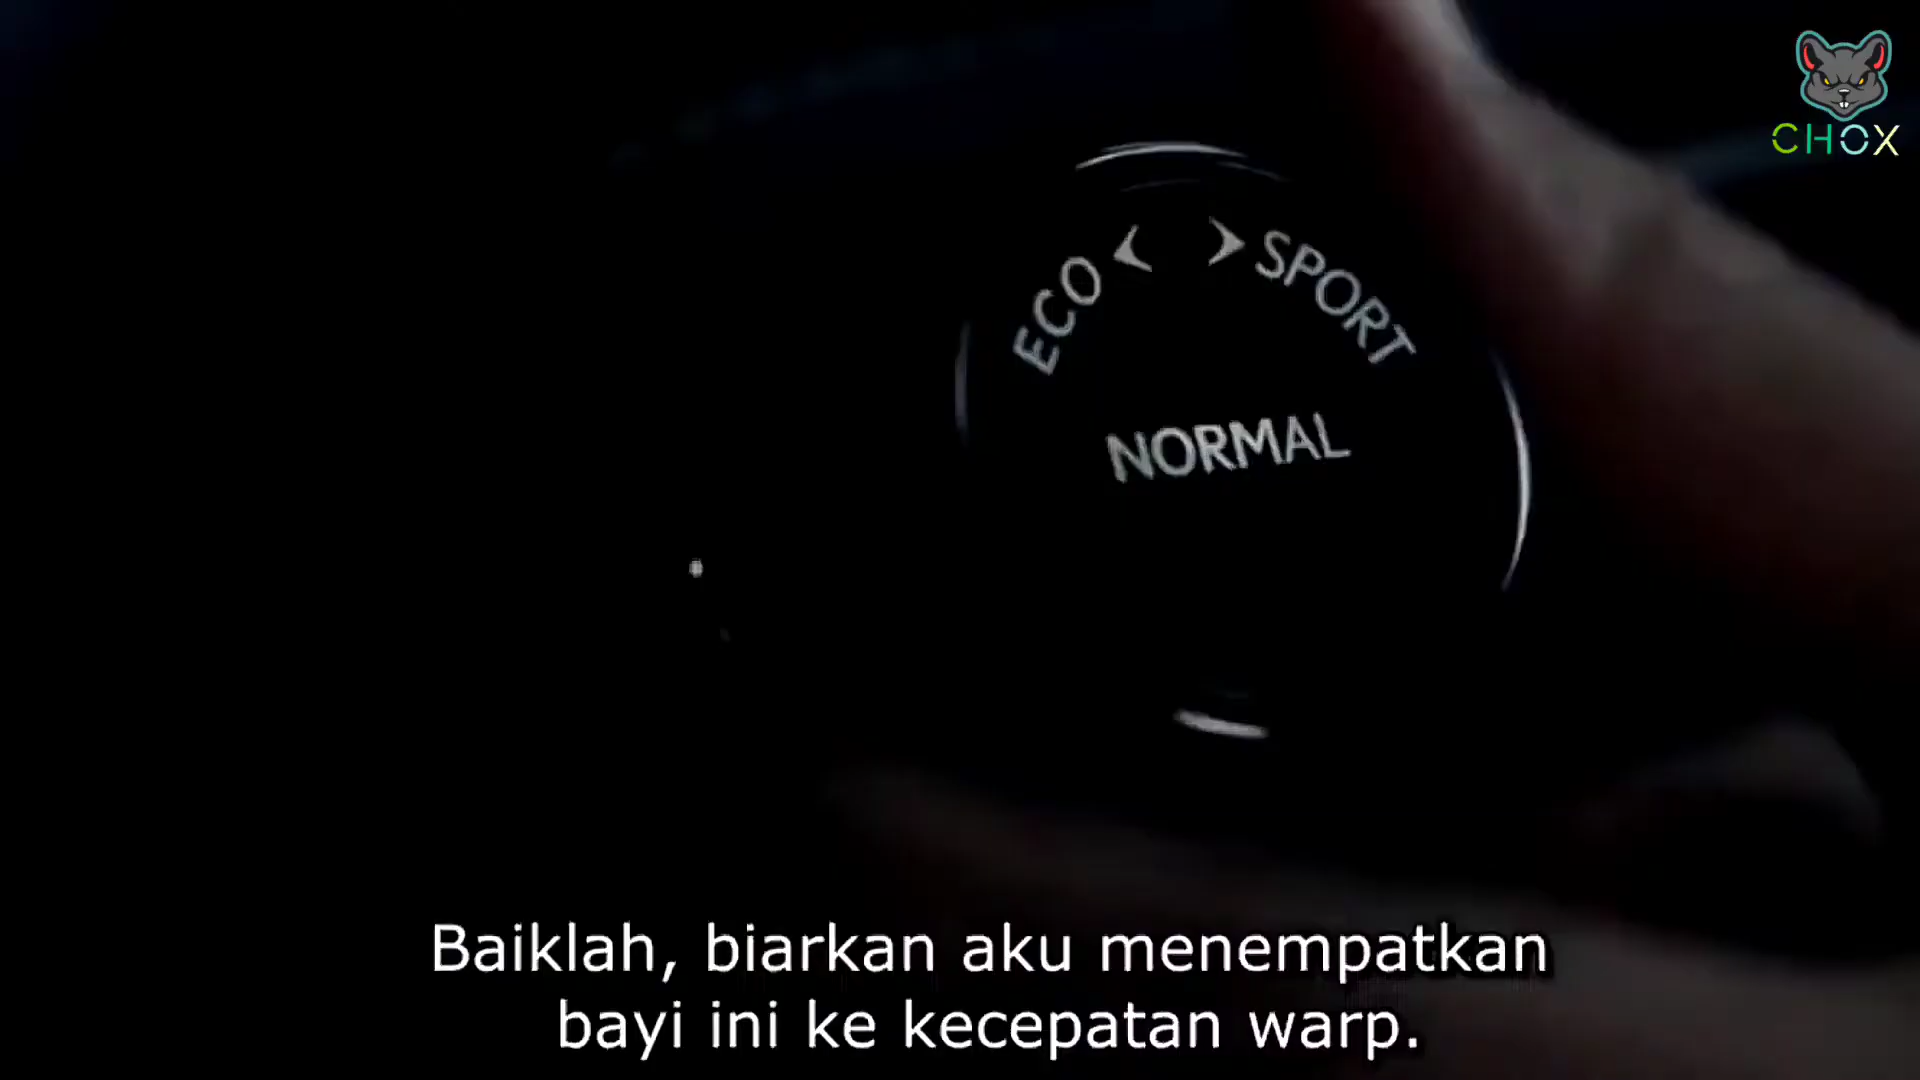 CHOX
ECO < > SPORT
NORMAL
Baiklah, biarkan aku menempatkan
bayi ini ke kecepatan warp.